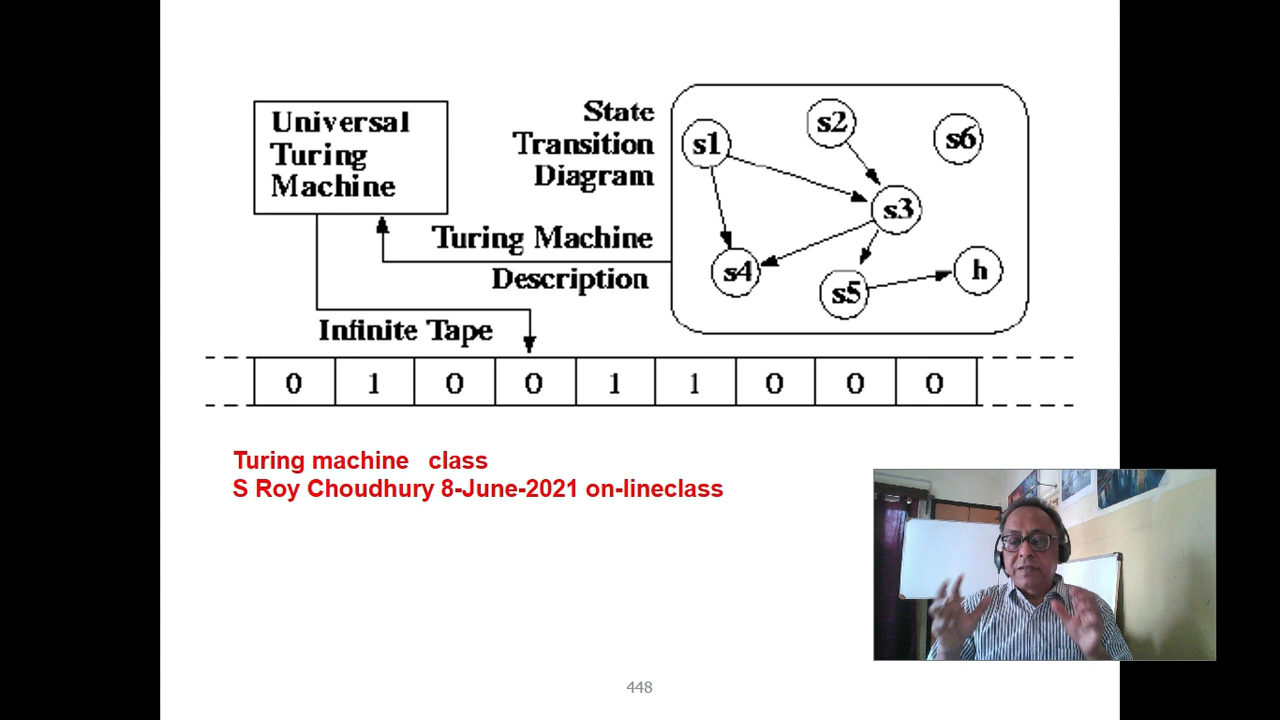 Universal
Turing
Machine
State
Transition
Diagram
Turing Machine
Description
s1
s2
s6
s3
s4
s5
h
Infinite Tape
0 1 0 0 1 1 0 0 0
Turing machine class
S Roy Choudhury 8-June-2021 on-lineclass
448